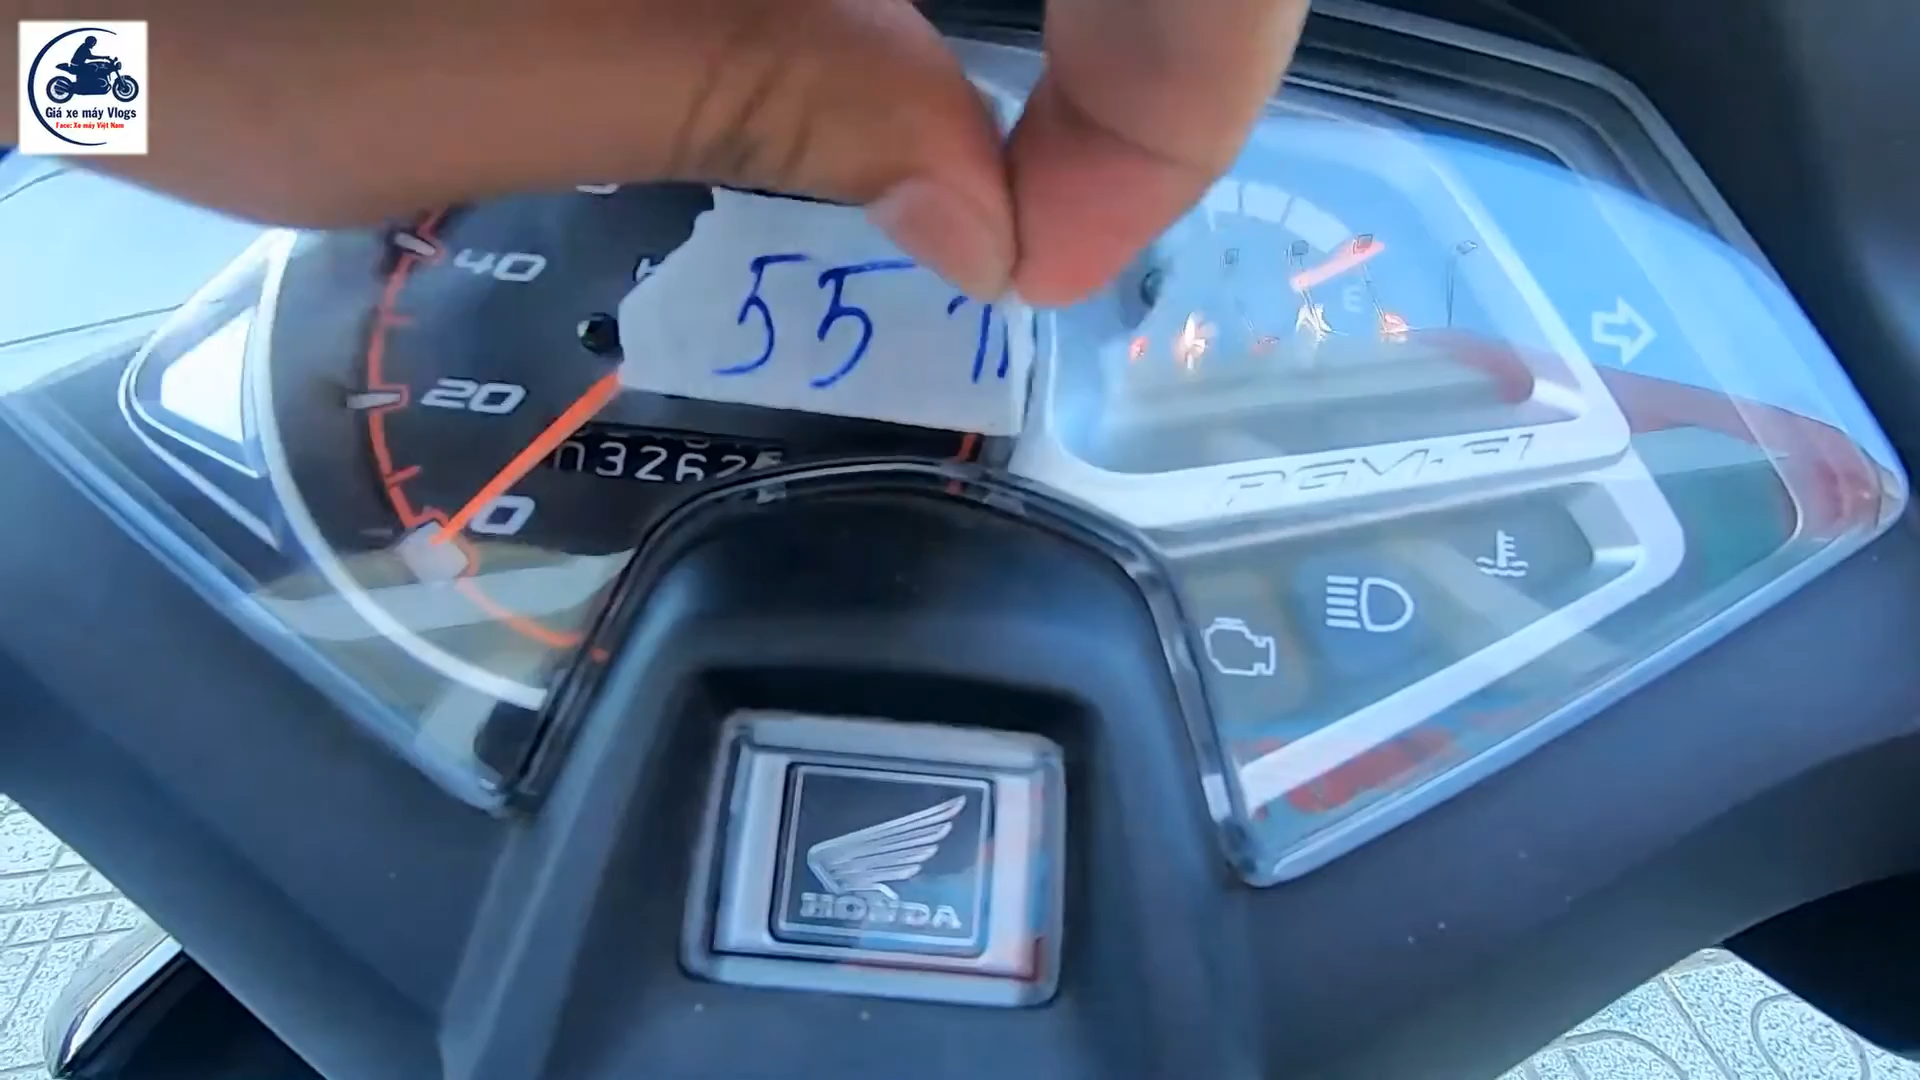 Giá xe máy Vlogs
Face: Xe máy Việt Nam
40
55
20
0
PGM-FI
E
HONDA